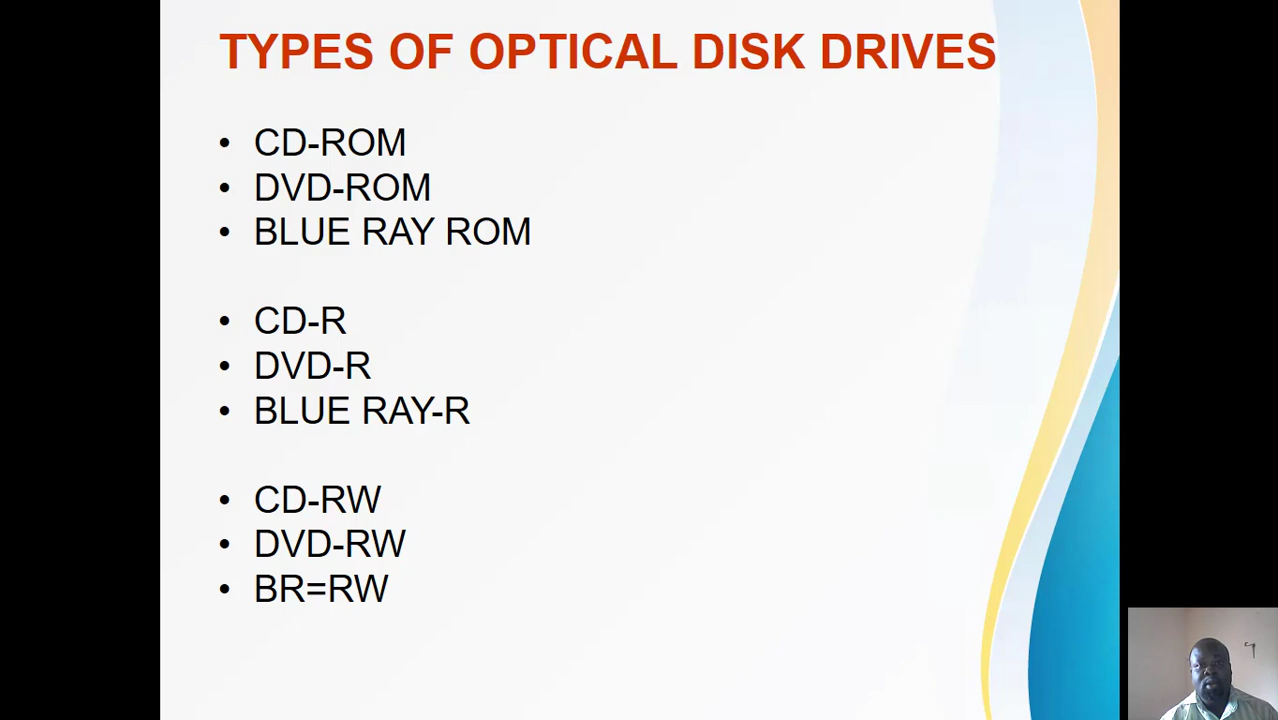 TYPES OF OPTICAL DISK DRIVES
• CD-ROM
• DVD-ROM
• BLUE RAY ROM
• CD-R
• DVD-R
• BLUE RAY-R
• CD-RW
• DVD-RW
• BR=RW